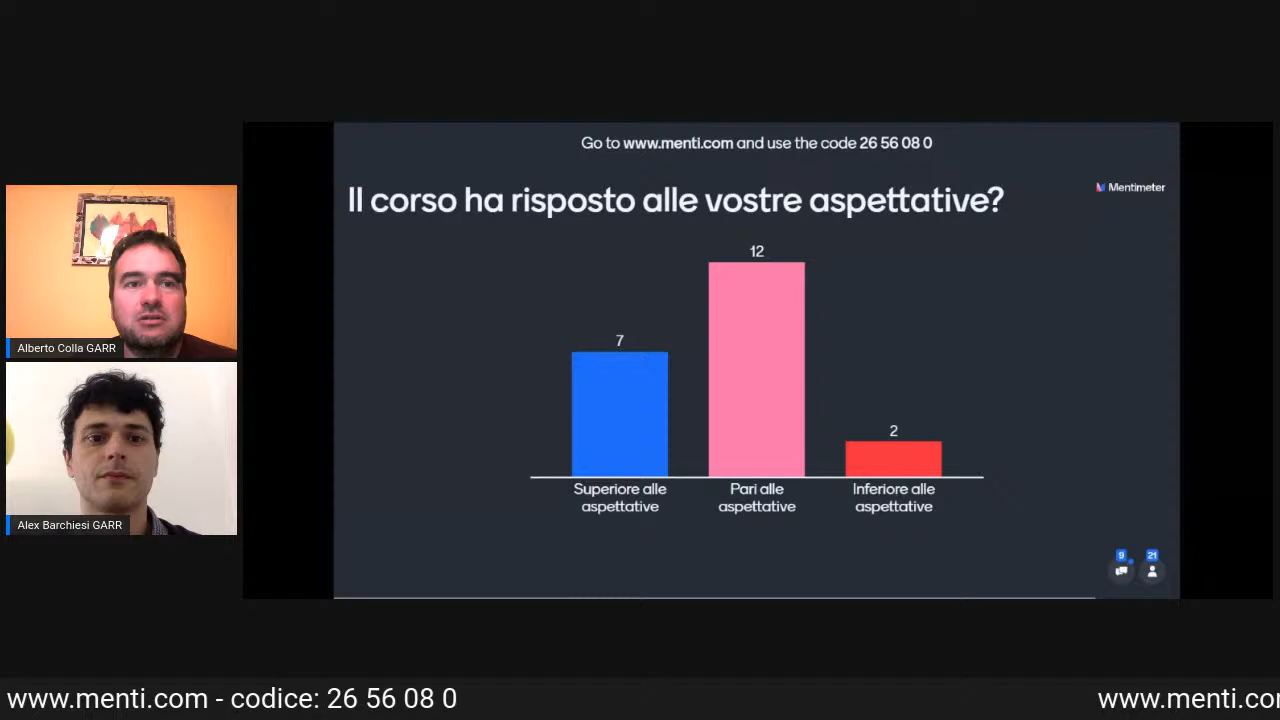 Go to www.menti.com and use the code 26 56 08 0
Il corso ha risposto alle vostre aspettative?
Mentimeter
12
7
2
Superiore alle
aspettative
Pari alle
aspettative
Inferiore alle
aspettative
9
21
Alberto Colla GARR
Alex Barchiesi GARR
www.menti.com - codice: 26 56 08 0
www.menti.co